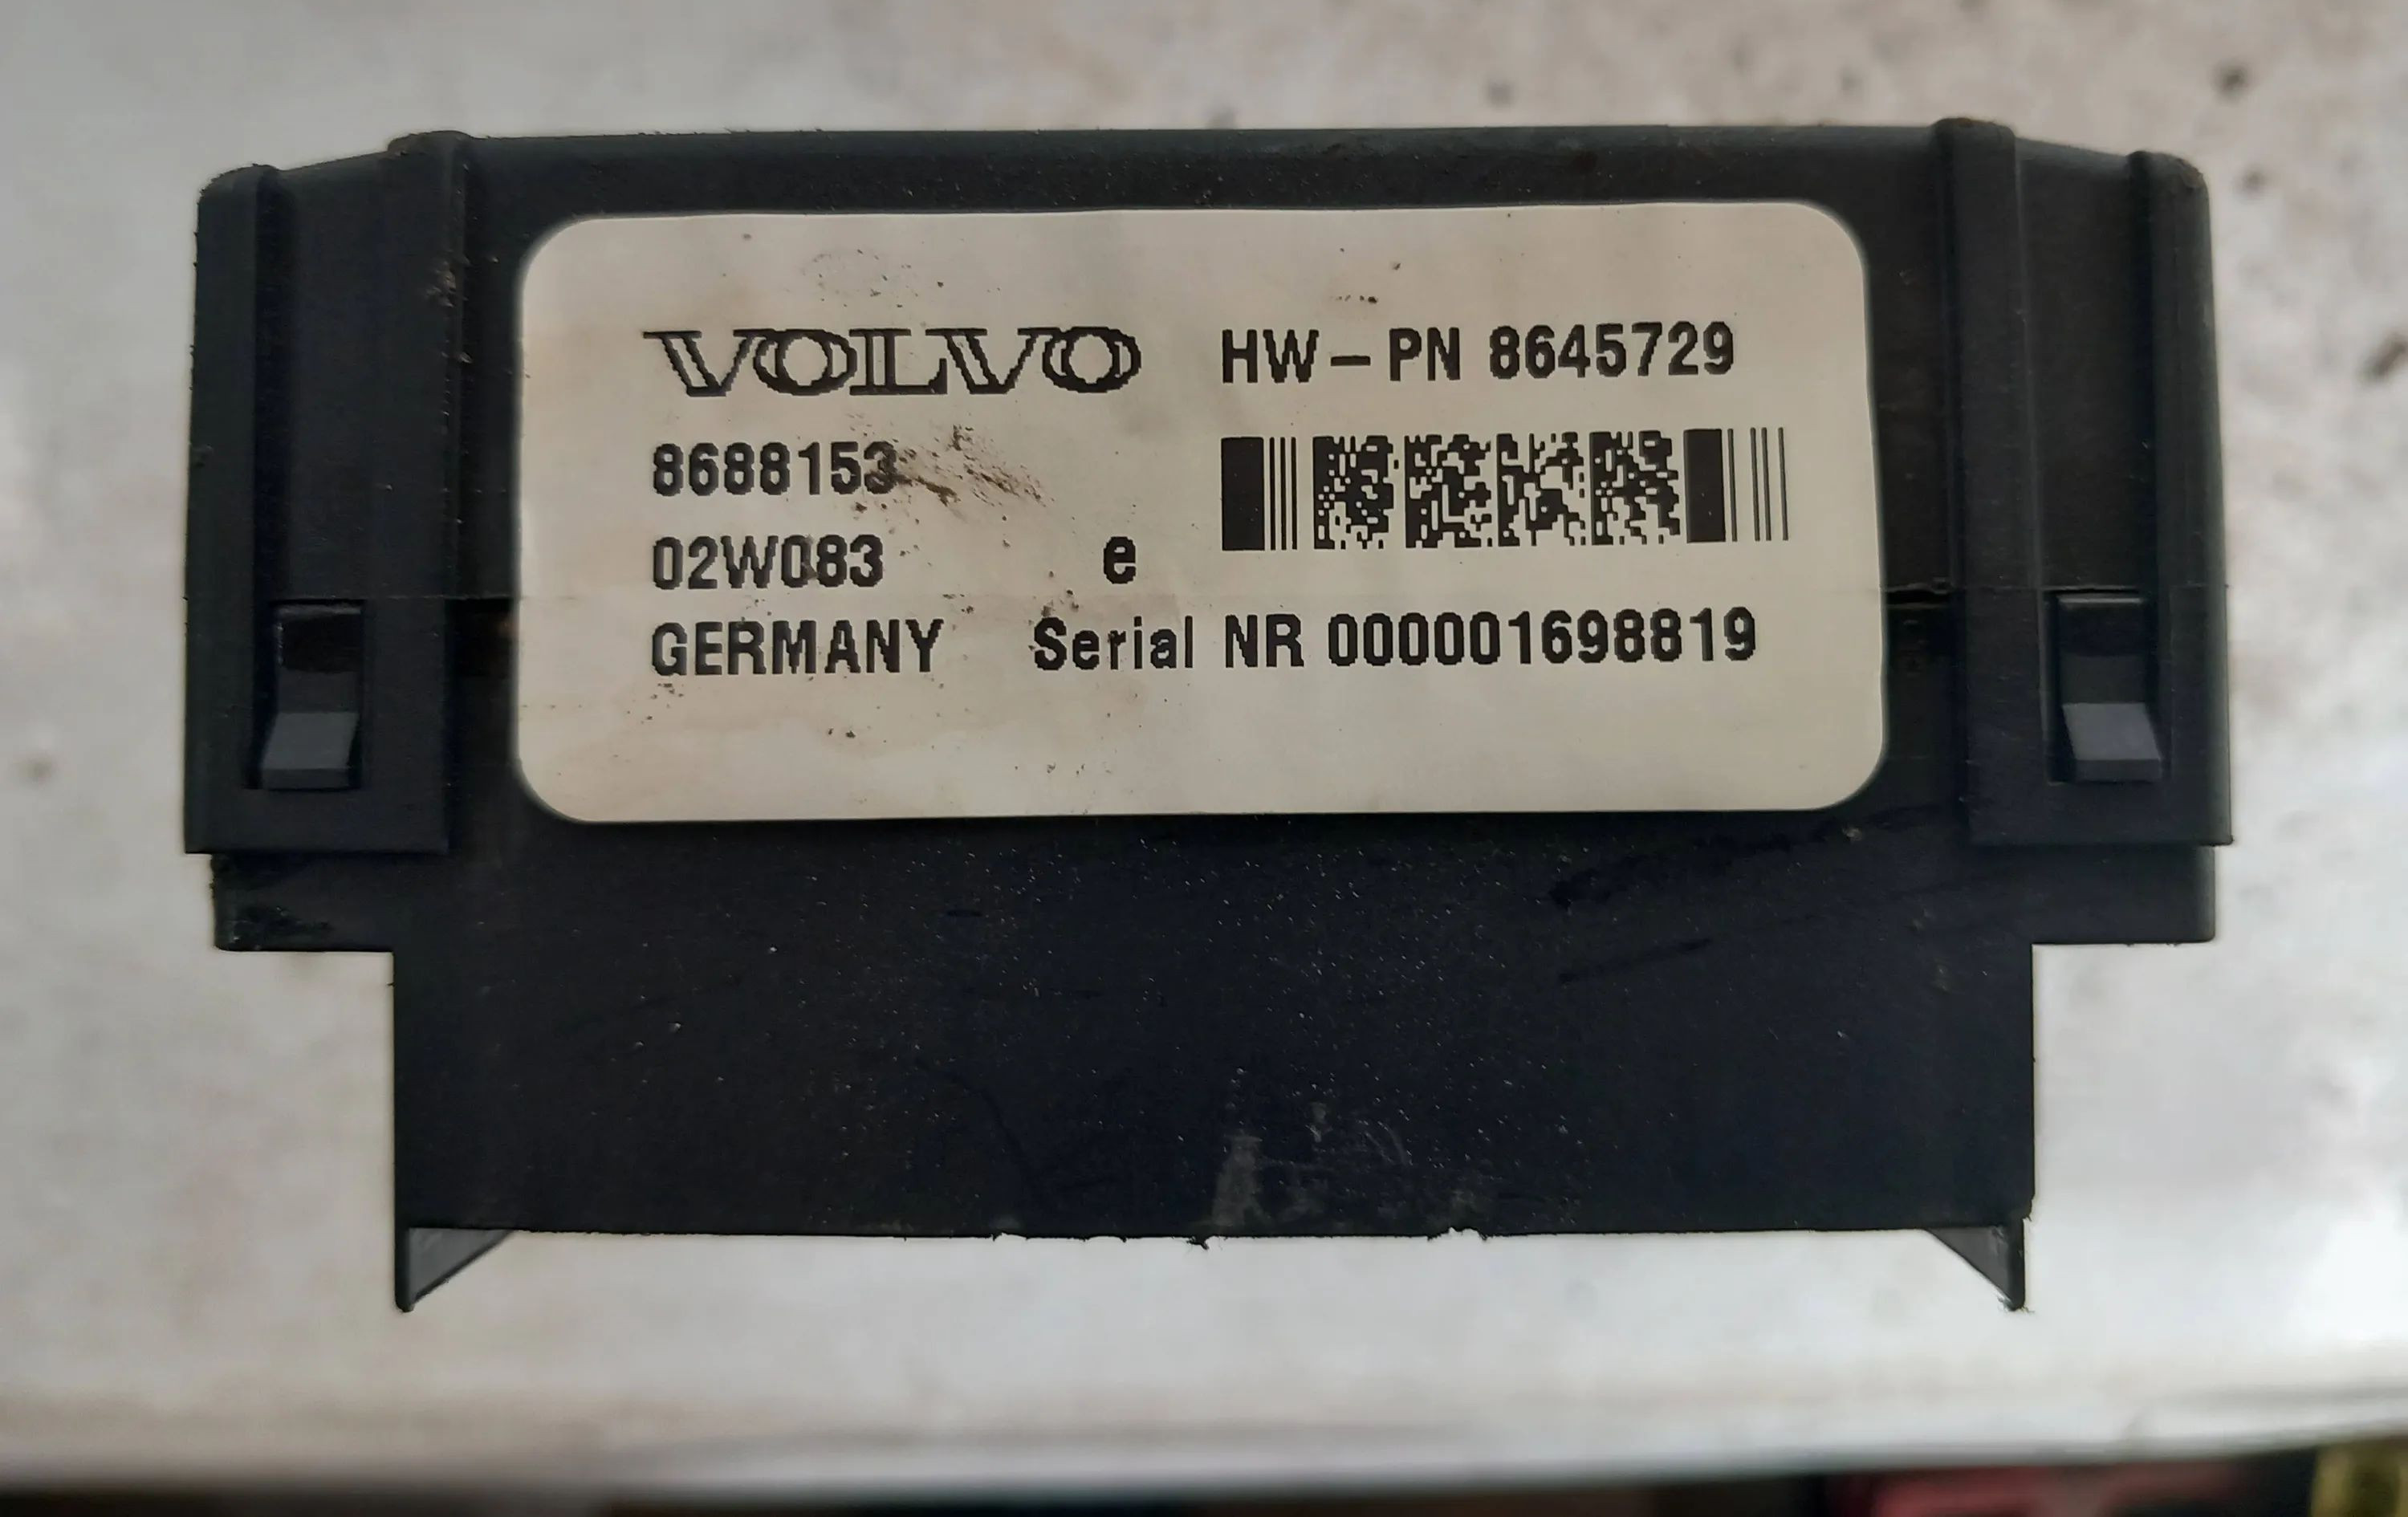 VOLVO HW-PN 8645729
8688153
02W083 e
GERMANY Serial NR 000001698819